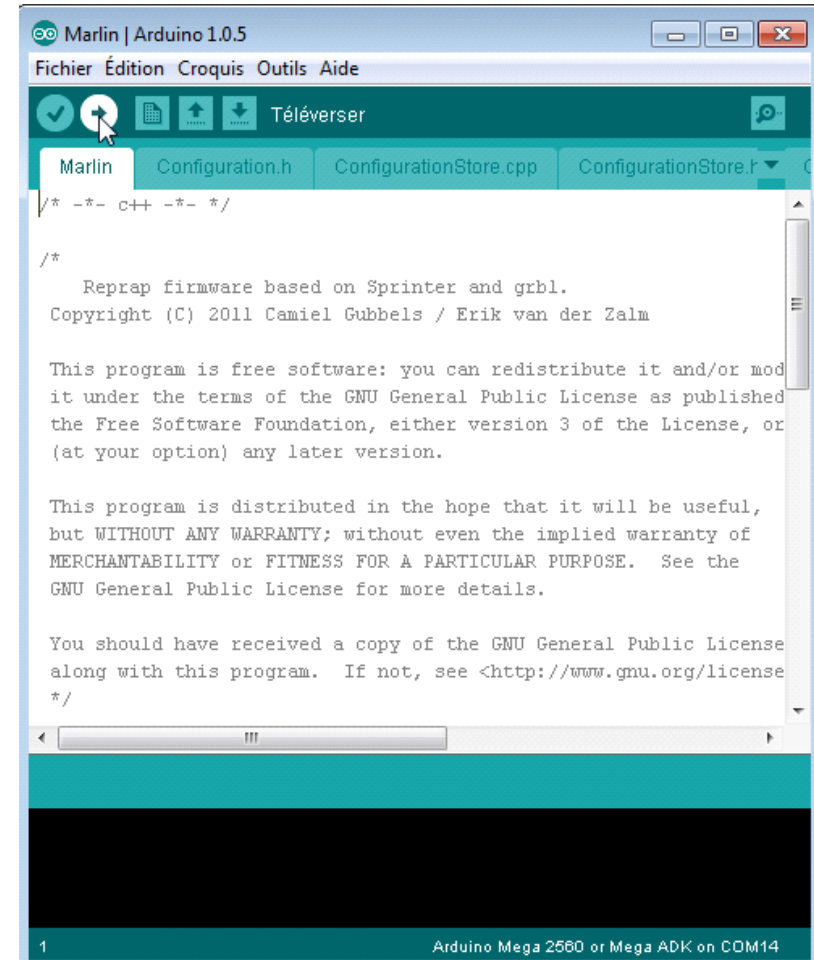 Marlin | Arduino 1.0.5
Fichier Édition Croquis Outils Aide
Téléverser
Marlin Configuration.h ConfigurationStore.cpp ConfigurationStore.h
/* -*- c++ -*- */
/*
Reprap firmware based on Sprinter and grbl.
Copyright (C) 2011 Camiel Gubbels / Erik van der Zalm
This program is free software: you can redistribute it and/or mod
it under the terms of the GNU General Public License as published
the Free Software Foundation, either version 3 of the License, or
(at your option) any later version.
This program is distributed in the hope that it will be useful,
but WITHOUT ANY WARRANTY; without even the implied warranty of
MERCHANTABILITY or FITNESS FOR A PARTICULAR PURPOSE.  See the
GNU General Public License for more details.
You should have received a copy of the GNU General Public License
along with this program.  If not, see <http://www.gnu.org/license
*/
1 Arduino Mega 2560 or Mega ADK on COM14